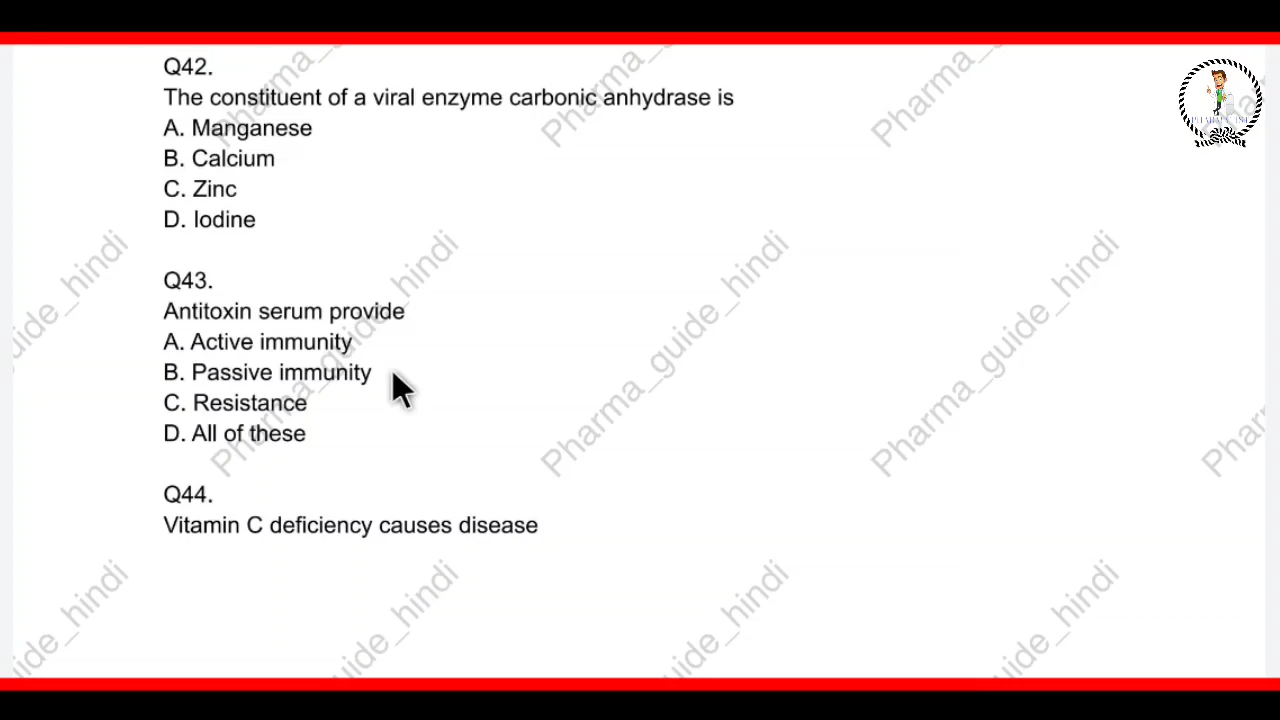 Q42.
The constituent of a viral enzyme carbonic anhydrase is
A. Manganese
B. Calcium
C. Zinc
D. Iodine
Q43.
Antitoxin serum provide
A. Active immunity
B. Passive immunity
C. Resistance
D. All of these
Q44.
Vitamin C deficiency causes disease
Pharma_guide_hindi